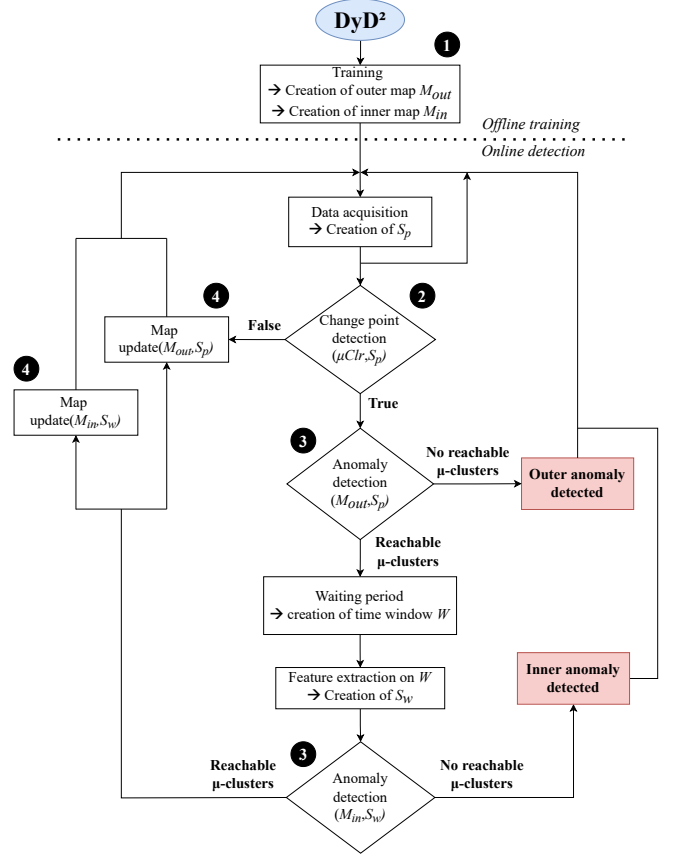 DyD²
1
Training
→ Creation of outer map M_out
→ Creation of inner map M_in
Offline training
Online detection
Data acquisition
→ Creation of S_p
2
Change point
detection
(μClr,S_p)
False
4
Map
update(M_out,S_p)
4
Map
update(M_in,S_w)
True
3
Anomaly
detection
(M_out,S_p)
No reachable
μ-clusters
Outer anomaly
detected
Reachable
μ-clusters
Waiting period
→ creation of time window W
Feature extraction on W
→ Creation of S_w
Inner anomaly
detected
3
Anomaly
detection
(M_in,S_w)
Reachable
μ-clusters
No reachable
μ-clusters